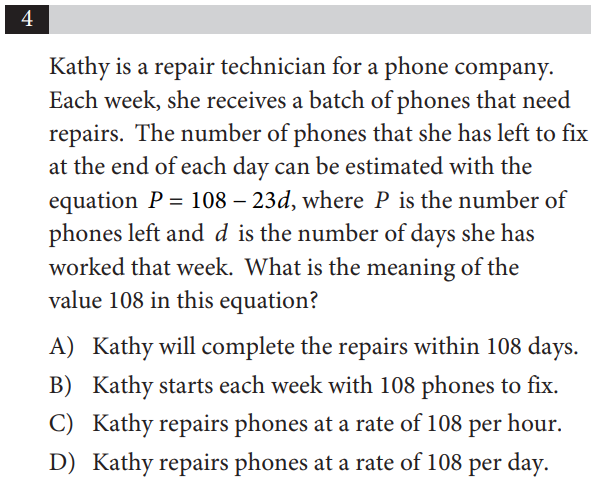 4
Kathy is a repair technician for a phone company.
Each week, she receives a batch of phones that need
repairs. The number of phones that she has left to fix
at the end of each day can be estimated with the
equation P = 108 – 23d, where P is the number of
phones left and d is the number of days she has
worked that week. What is the meaning of the
value 108 in this equation?
A) Kathy will complete the repairs within 108 days.
B) Kathy starts each week with 108 phones to fix.
C) Kathy repairs phones at a rate of 108 per hour.
D) Kathy repairs phones at a rate of 108 per day.